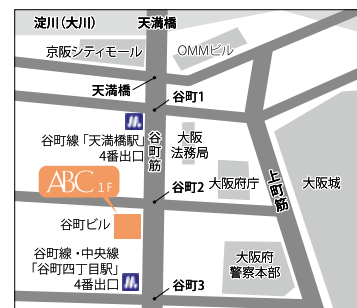 淀川（大川）
天満橋
京阪シティモール
OMMビル
天満橋
谷町1
谷町線「天満橋駅」
4番出口
谷町筋
大阪
法務局
ABC 1F
谷町2
大阪府庁
上町筋
大阪城
谷町ビル
谷町線・中央線
「谷町四丁目駅」
4番出口
大阪府
警察本部
谷町3